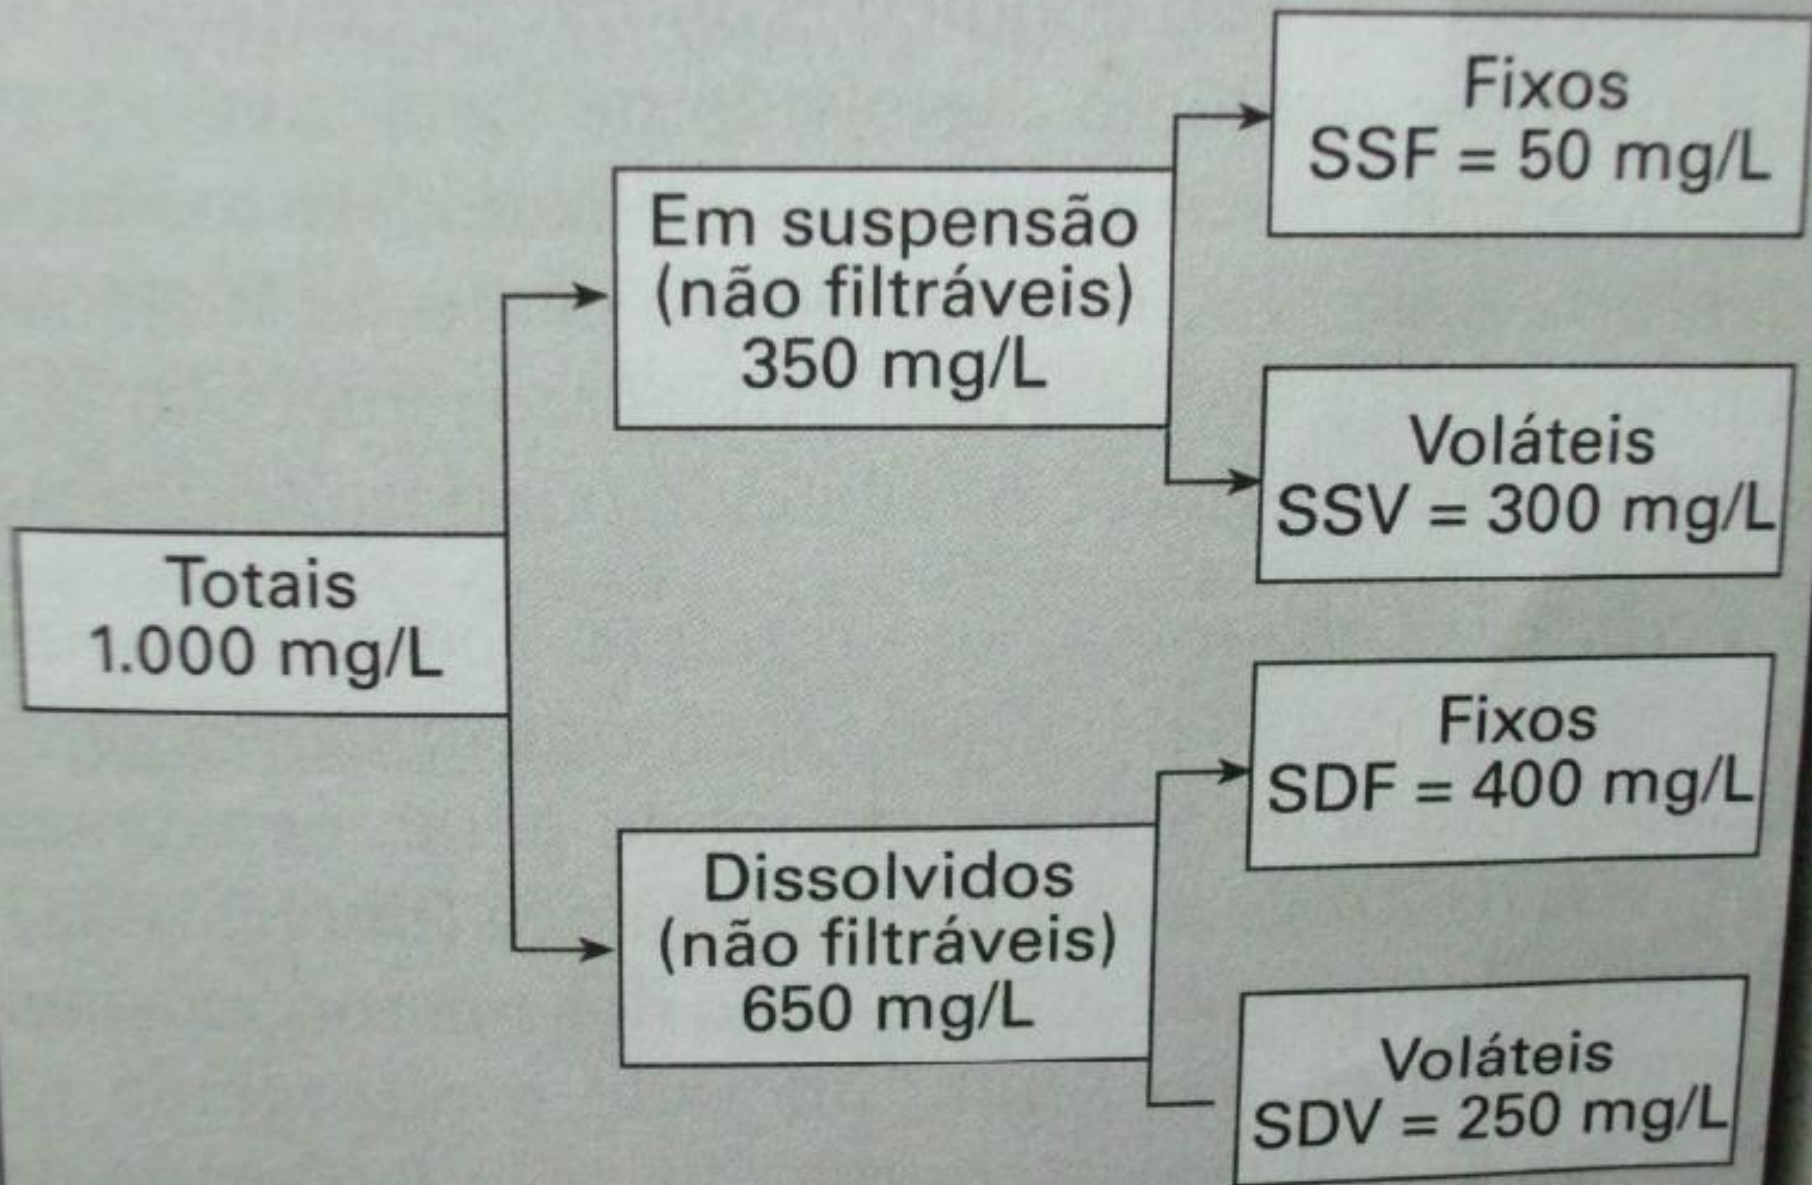 Totais
1.000 mg/L
Em suspensão
(não filtráveis)
350 mg/L
Fixos
SSF = 50 mg/L
Voláteis
SSV = 300 mg/L
Dissolvidos
(não filtráveis)
650 mg/L
Fixos
SDF = 400 mg/L
Voláteis
SDV = 250 mg/L